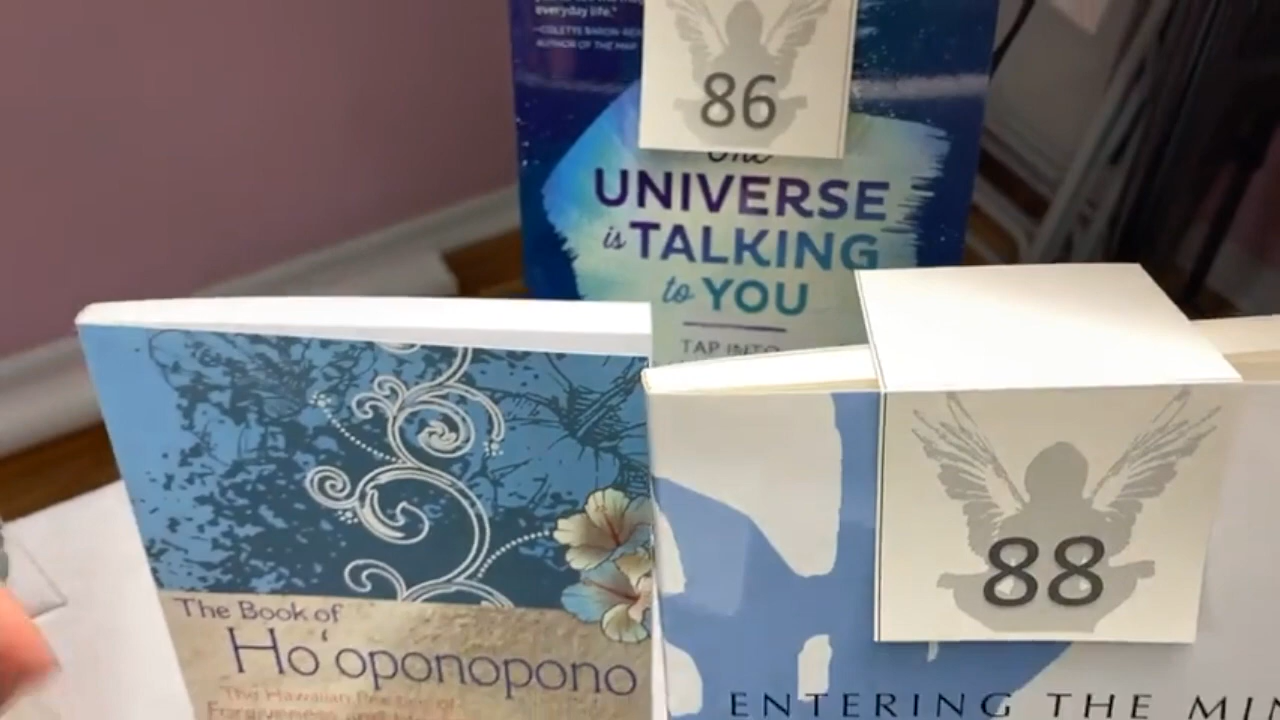 everyday life."
—COLETTE BARON-REI
AUTHOR OF THE MAP
86
The
UNIVERSE
is TALKING
to YOU
TAP INTO
88
The Book of
Ho'oponopono
The Hawaiian Practice of
Forgiveness and
ENTERING THE MIN